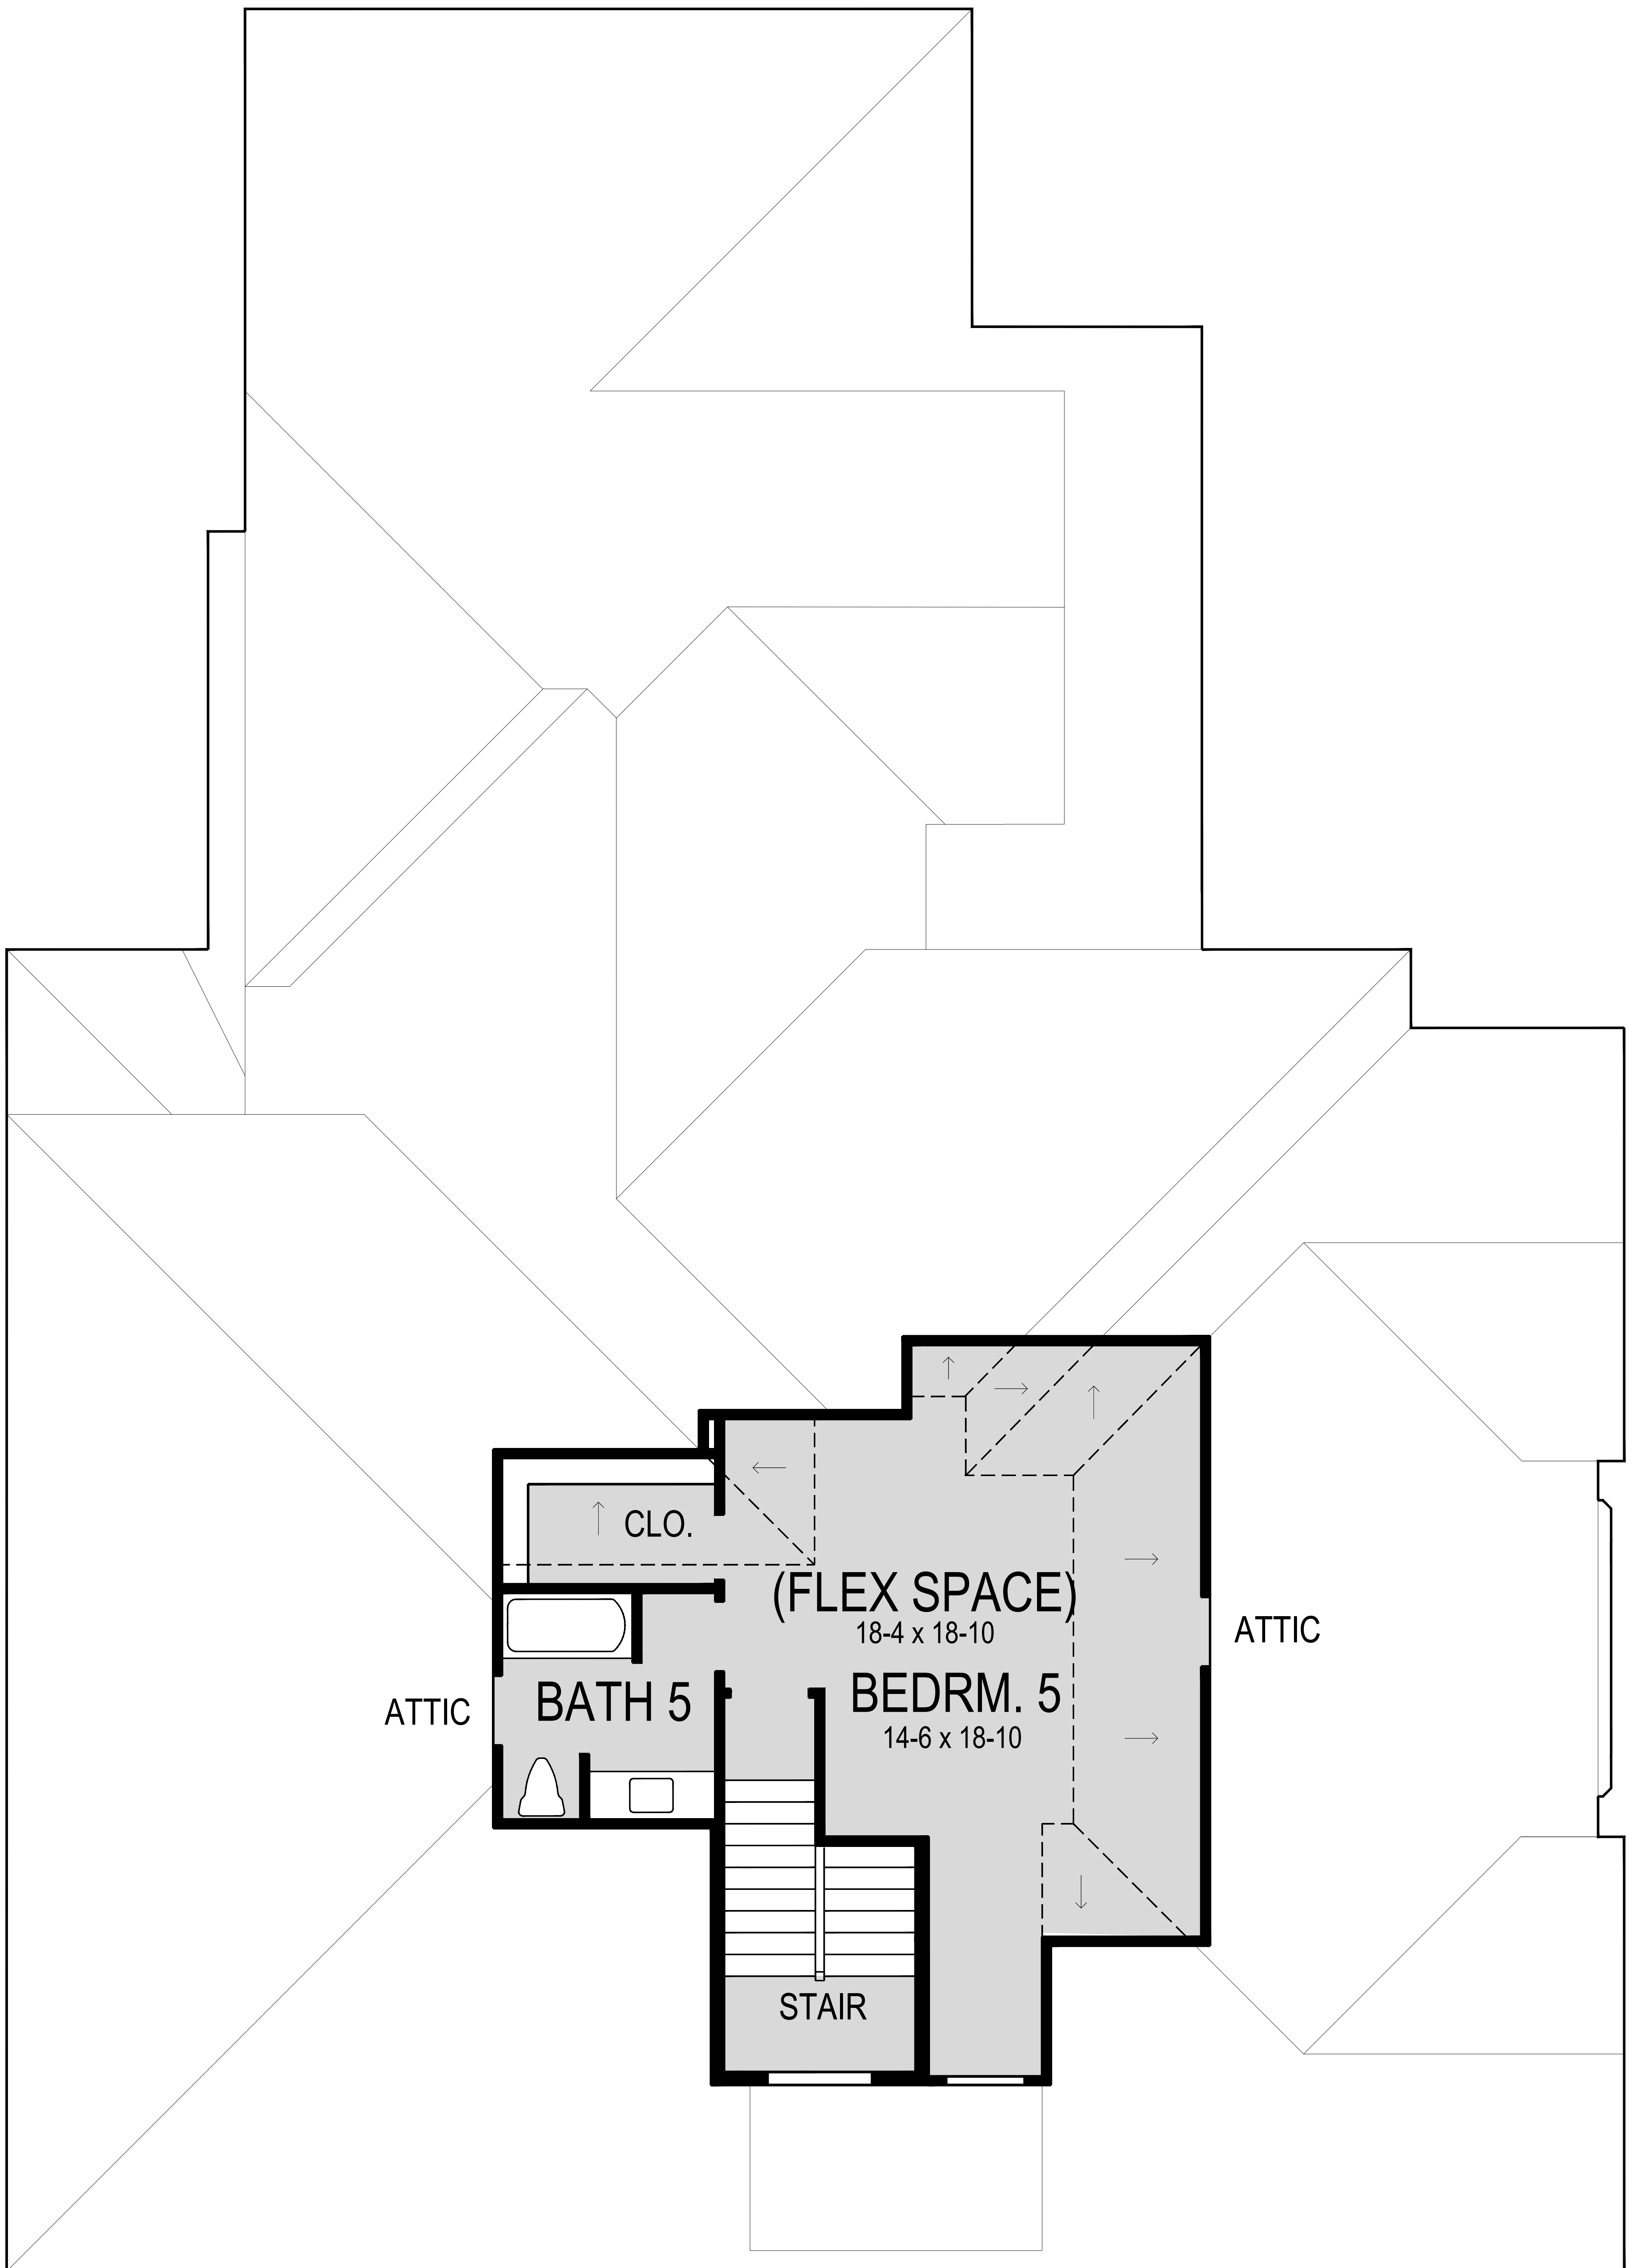 CLO.
(FLEX SPACE)
18-4 x 18-10
ATTIC
BEDRM. 5
14-6 x 18-10
BATH 5
ATTIC
STAIR